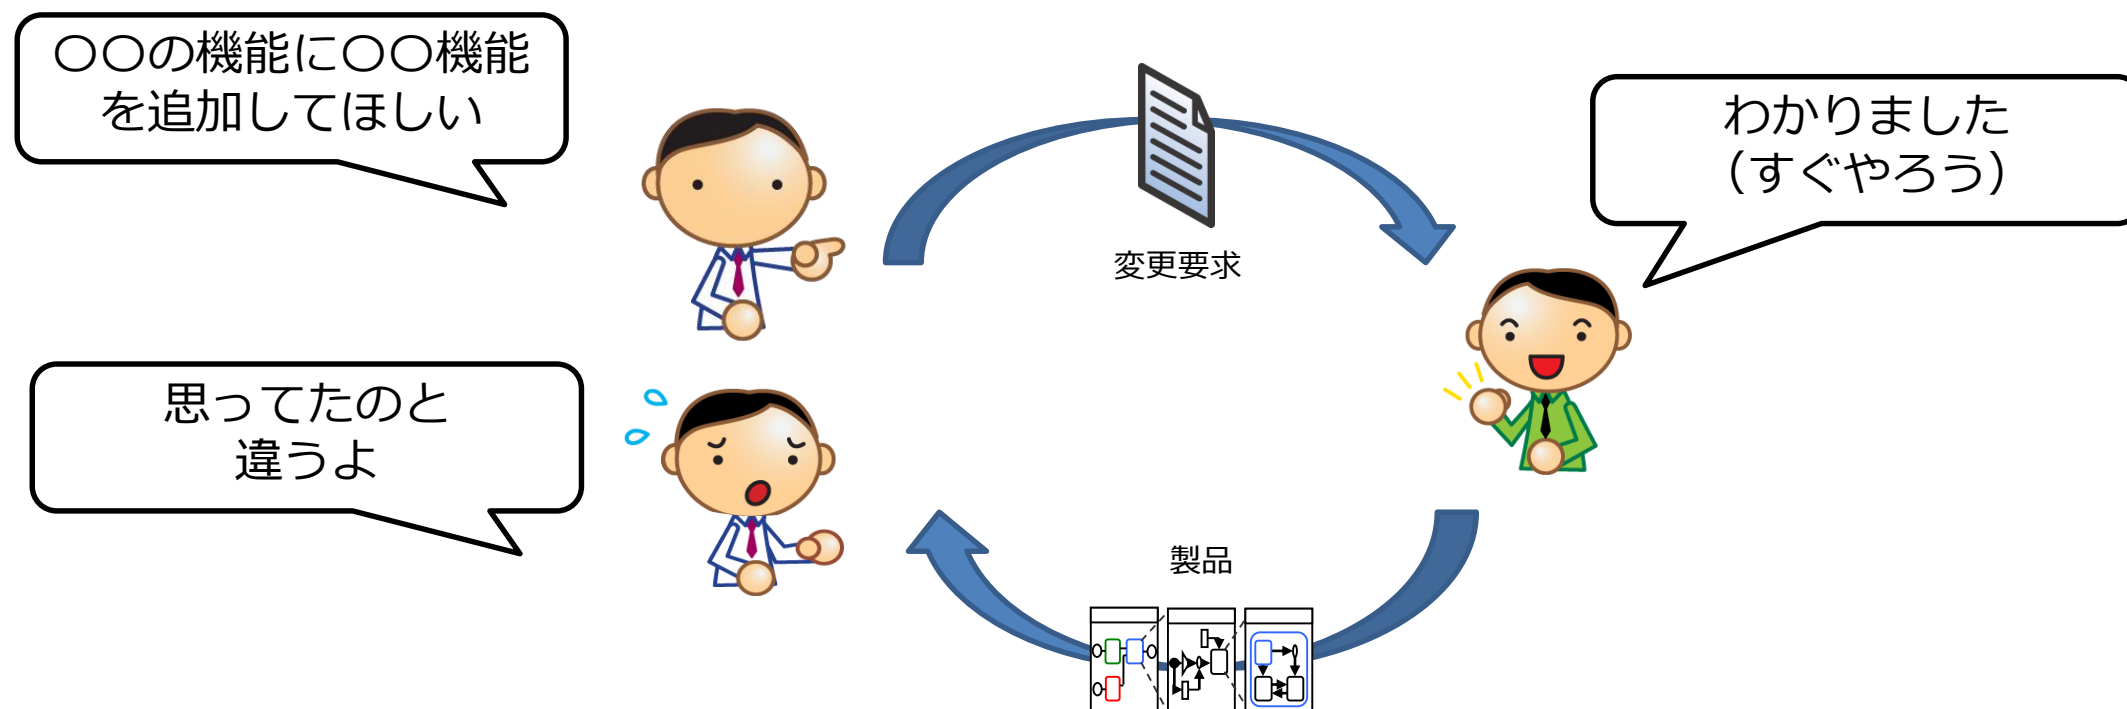 〇〇の機能に〇〇機能
を追加してほしい
わかりました
（すぐやろう）
変更要求
思ってたのと
違うよ
製品